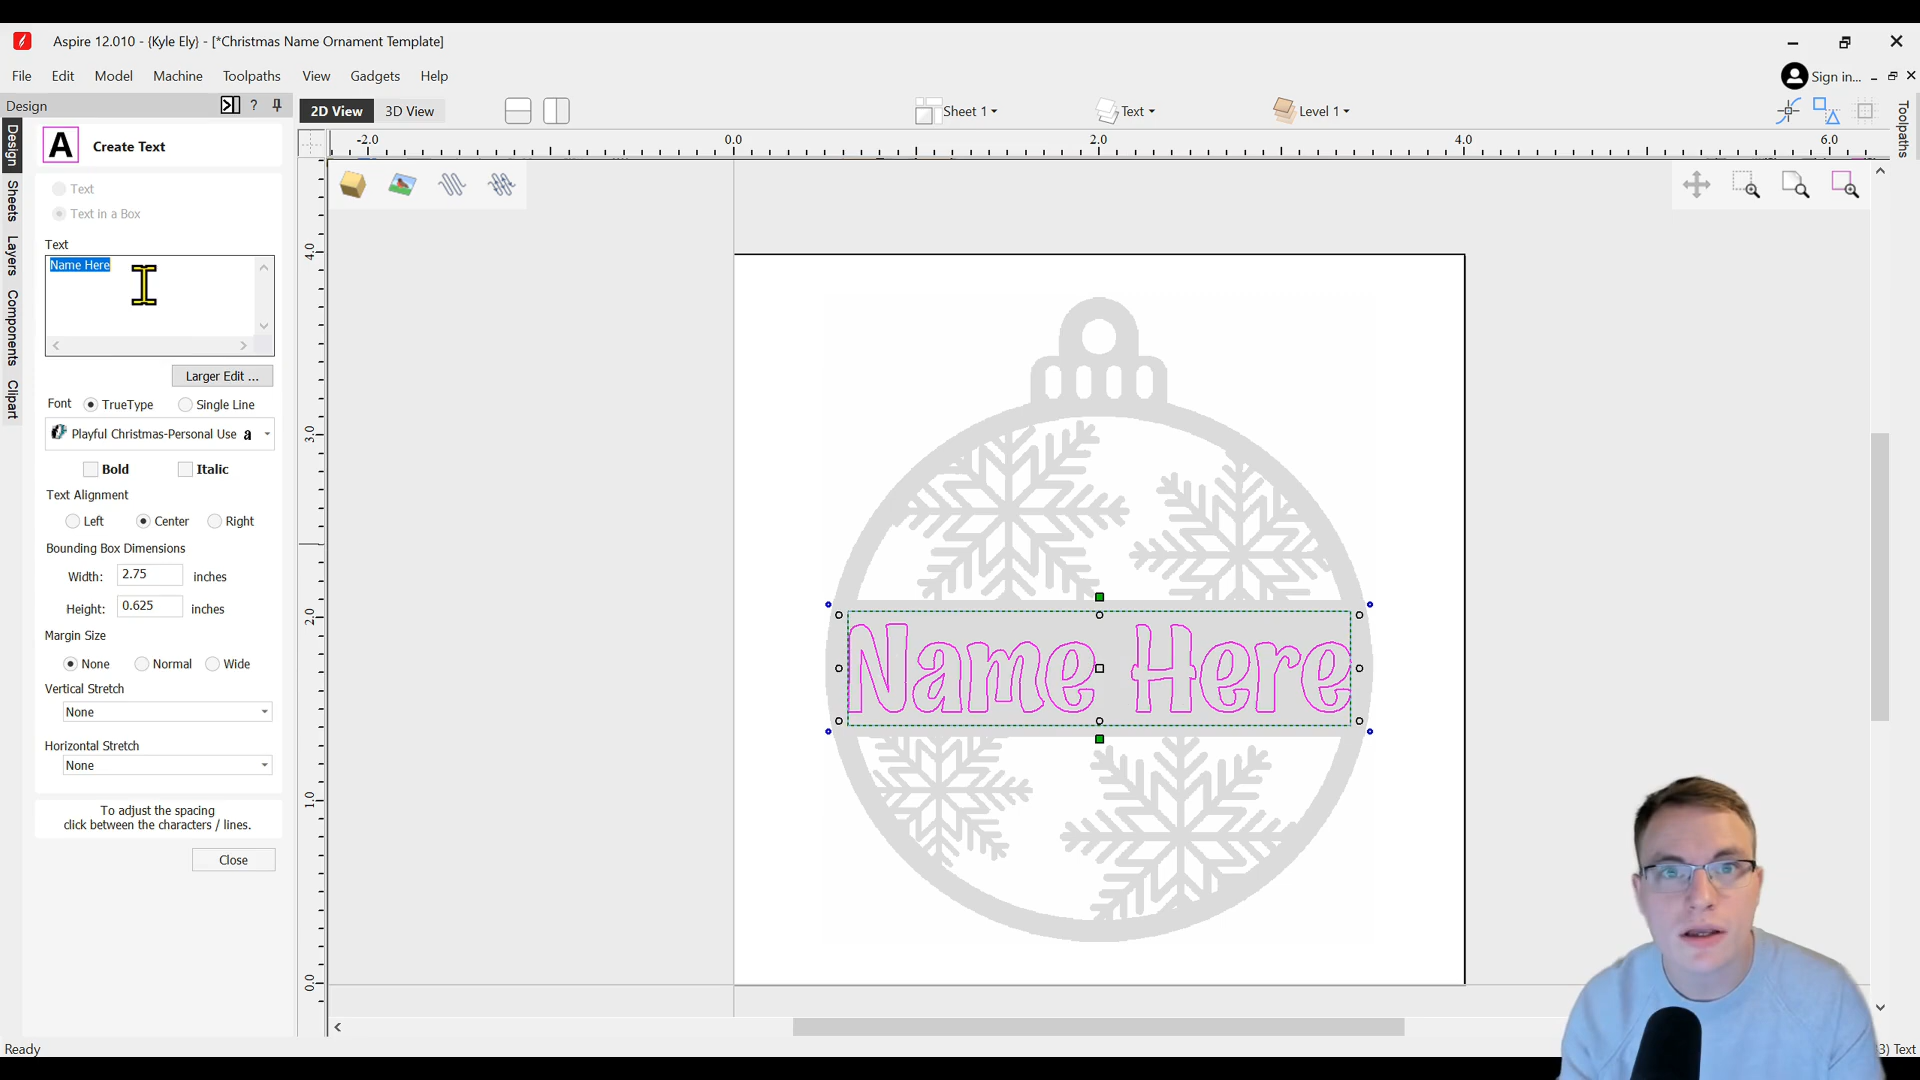 Aspire 12.010 - {Kyle Ely} - [*Christmas Name Ornament Template]
File Edit Model Machine Toolpaths View Gadgets Help
Sign in...
Design ?
2D View 3D View
Sheet 1 Text Level 1
Toolpaths
Design
Sheets
Layers
Components
Clipart
-2.0 0.0 2.0 4.0 6.0
4.0
3.0
2.0
1.0
0.0
A Create Text
Text
Text in a Box
Text
Name Here
Larger Edit ...
Font TrueType Single Line
Playful Christmas-Personal Use a
Bold Italic
Text Alignment
Left Center Right
Bounding Box Dimensions
Width: 2.75 inches
Height: 0.625 inches
Margin Size
None Normal Wide
Vertical Stretch
None
Horizontal Stretch
None
To adjust the spacing
click between the characters / lines.
Close
Name Here
Ready
3) Text